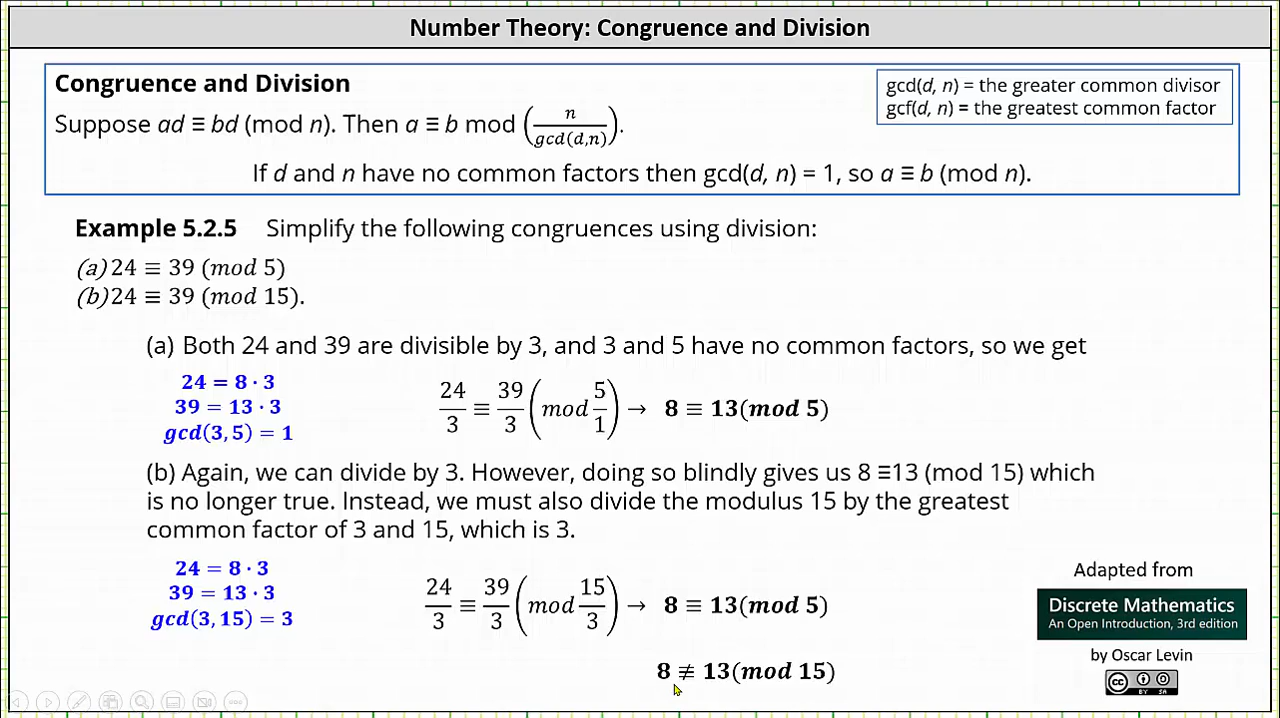 Number Theory: Congruence and Division
Congruence and Division
gcd(d, n) = the greater common divisor
gcf(d, n) = the greatest common factor
Suppose ad ≡ bd (mod n). Then a ≡ b mod (n/gcd(d,n)).
If d and n have no common factors then gcd(d, n) = 1, so a ≡ b (mod n).
Example 5.2.5 Simplify the following congruences using division:
(a) 24 ≡ 39 (mod 5)
(b) 24 ≡ 39 (mod 15).
(a) Both 24 and 39 are divisible by 3, and 3 and 5 have no common factors, so we get
24 = 8 · 3
39 = 13 · 3
gcd(3, 5) = 1
24/3 ≡ 39/3 (mod 5/1) → 8 ≡ 13(mod 5)
(b) Again, we can divide by 3. However, doing so blindly gives us 8 ≡13 (mod 15) which
is no longer true. Instead, we must also divide the modulus 15 by the greatest
common factor of 3 and 15, which is 3.
24 = 8 · 3
39 = 13 · 3
gcd(3, 15) = 3
24/3 ≡ 39/3 (mod 15/3) → 8 ≡ 13(mod 5)
8 ≢ 13(mod 15)
Adapted from
Discrete Mathematics
An Open Introduction, 3rd edition
by Oscar Levin
cc
BY SA